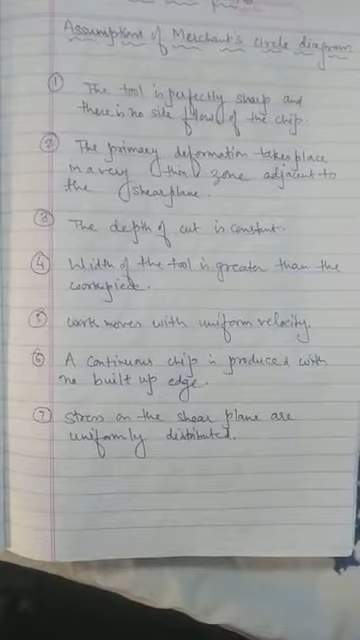 Assumptions of Merchant's circle diagram
① The tool is perfectly sharp and
there is no side flow of the chip.
② The primary deformation takes place
in a very thin zone adjacent to
the shear plane.
③ The depth of cut is constant.
④ Width of the tool is greater than the
workpiece.
⑤ work moves with uniform velocity.
⑥ A continuous chip is produced with
no built up edge.
⑦ Stress on the shear plane are
uniformly distributed.